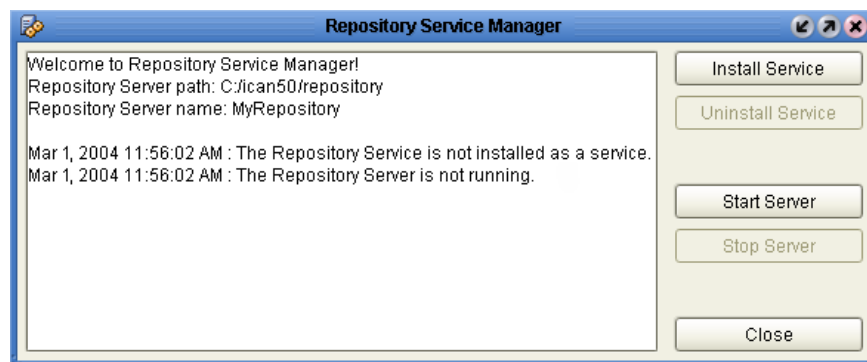 Repository Service Manager
Welcome to Repository Service Manager!
Repository Server path: C:/ican50/repository
Repository Server name: MyRepository
Mar 1, 2004 11:56:02 AM : The Repository Service is not installed as a service.
Mar 1, 2004 11:56:02 AM : The Repository Server is not running.
Install Service
Uninstall Service
Start Server
Stop Server
Close